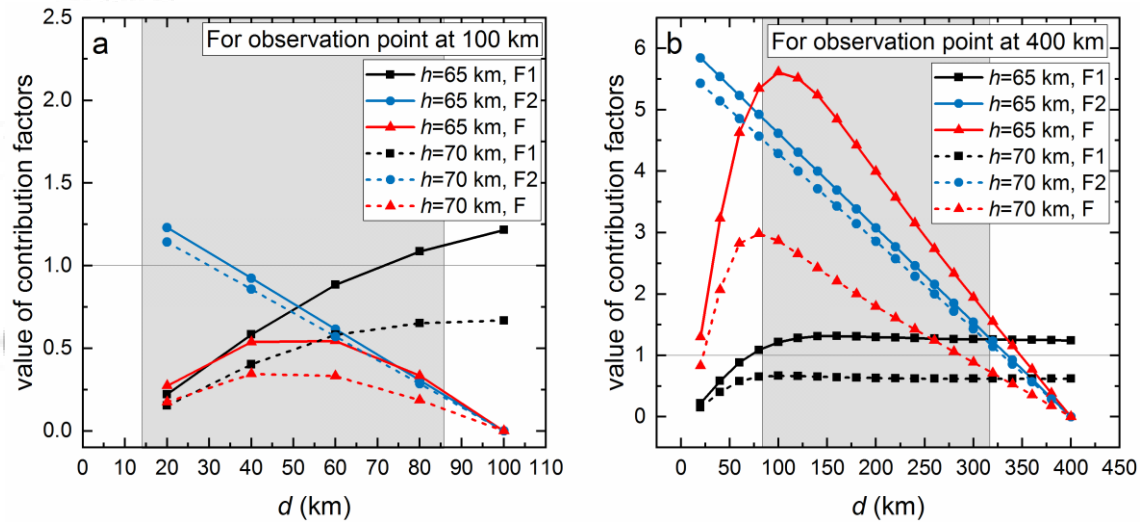 a
For observation point at 100 km
h=65 km, F1
h=65 km, F2
h=65 km, F
h=70 km, F1
h=70 km, F2
h=70 km, F
value of contribution factors
2.5
2.0
1.5
1.0
0.5
0.0
0 10 20 30 40 50 60 70 80 90 100 110
d (km)
b
For observation point at 400 km
h=65 km, F1
h=65 km, F2
h=65 km, F
h=70 km, F1
h=70 km, F2
h=70 km, F
value of contribution factors
6
5
4
3
2
1
0
0 50 100 150 200 250 300 350 400 450
d (km)